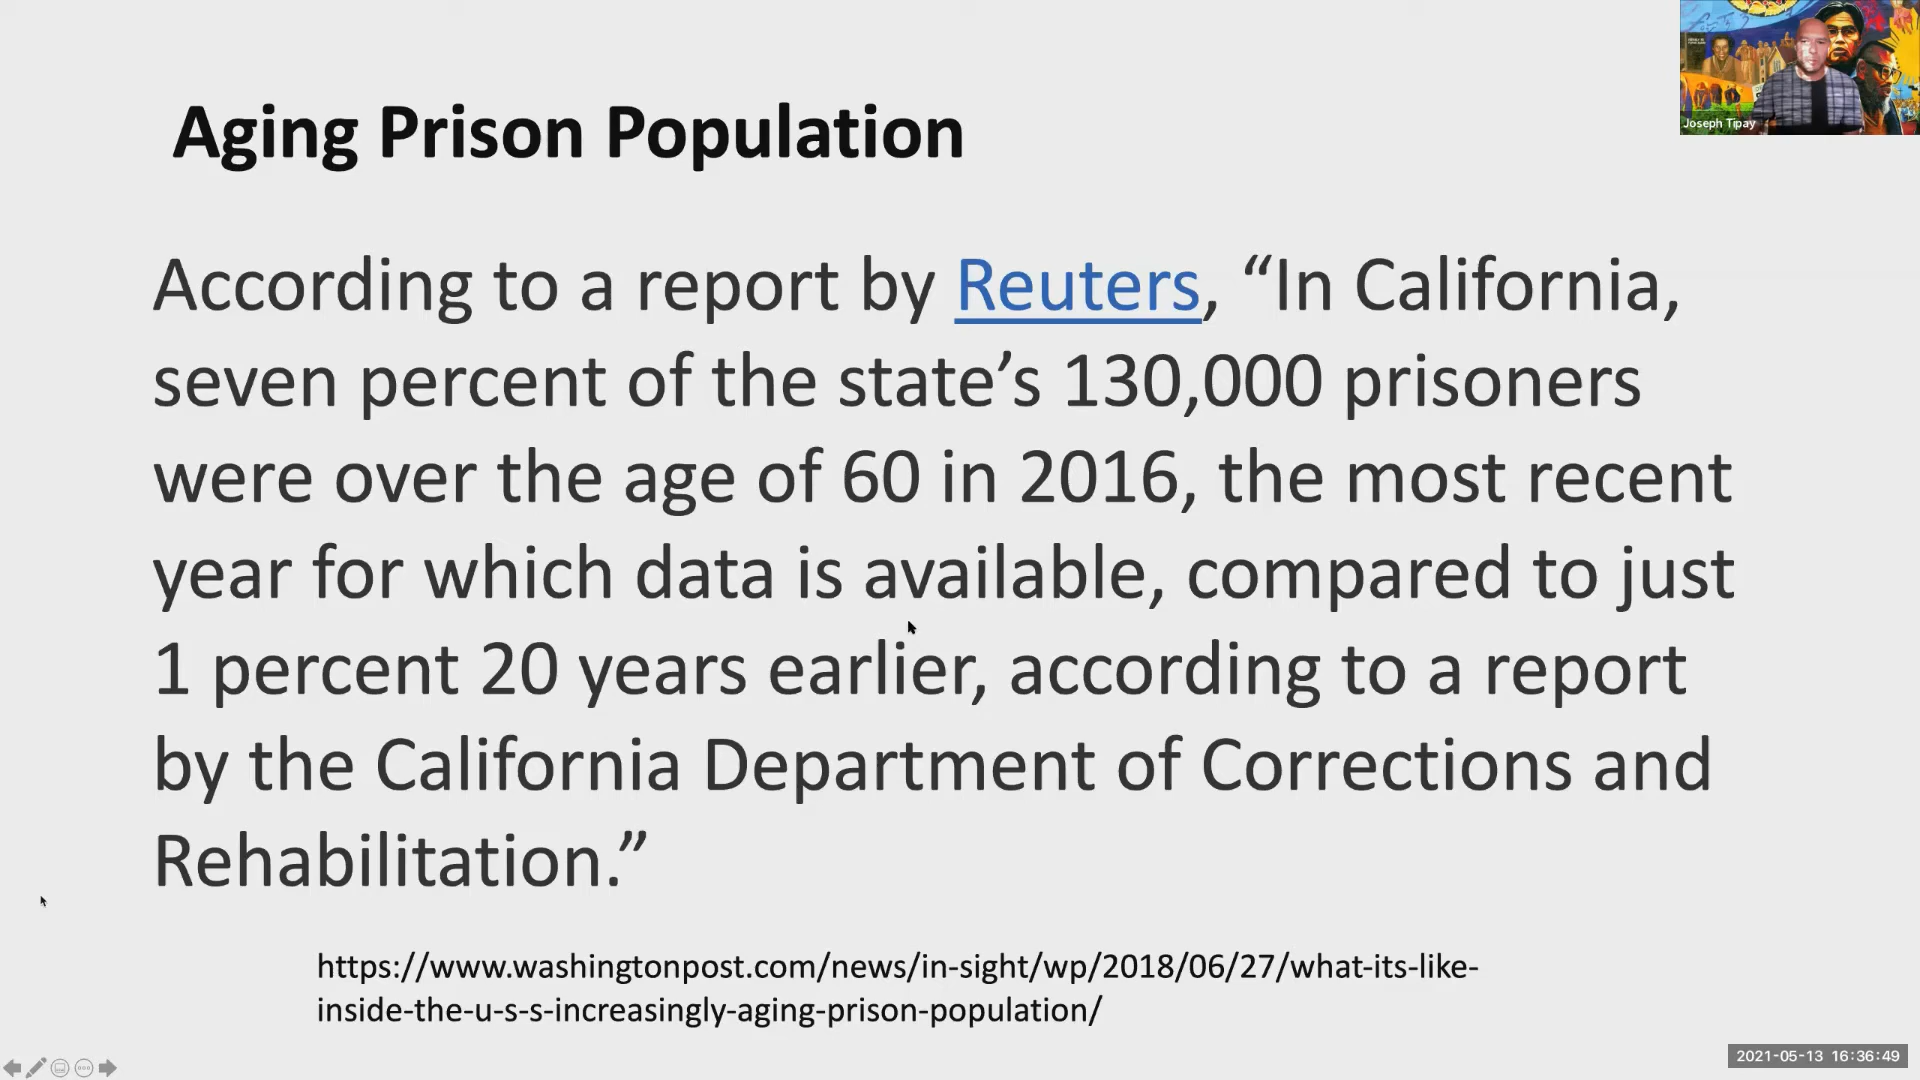 Aging Prison Population
Joseph Tipay
According to a report by Reuters, “In California,
seven percent of the state’s 130,000 prisoners
were over the age of 60 in 2016, the most recent
year for which data is available, compared to just
1 percent 20 years earlier, according to a report
by the California Department of Corrections and
Rehabilitation.”
https://www.washingtonpost.com/news/in-sight/wp/2018/06/27/what-its-like-
inside-the-u-s-s-increasingly-aging-prison-population/
2021-05-13 16:36:49